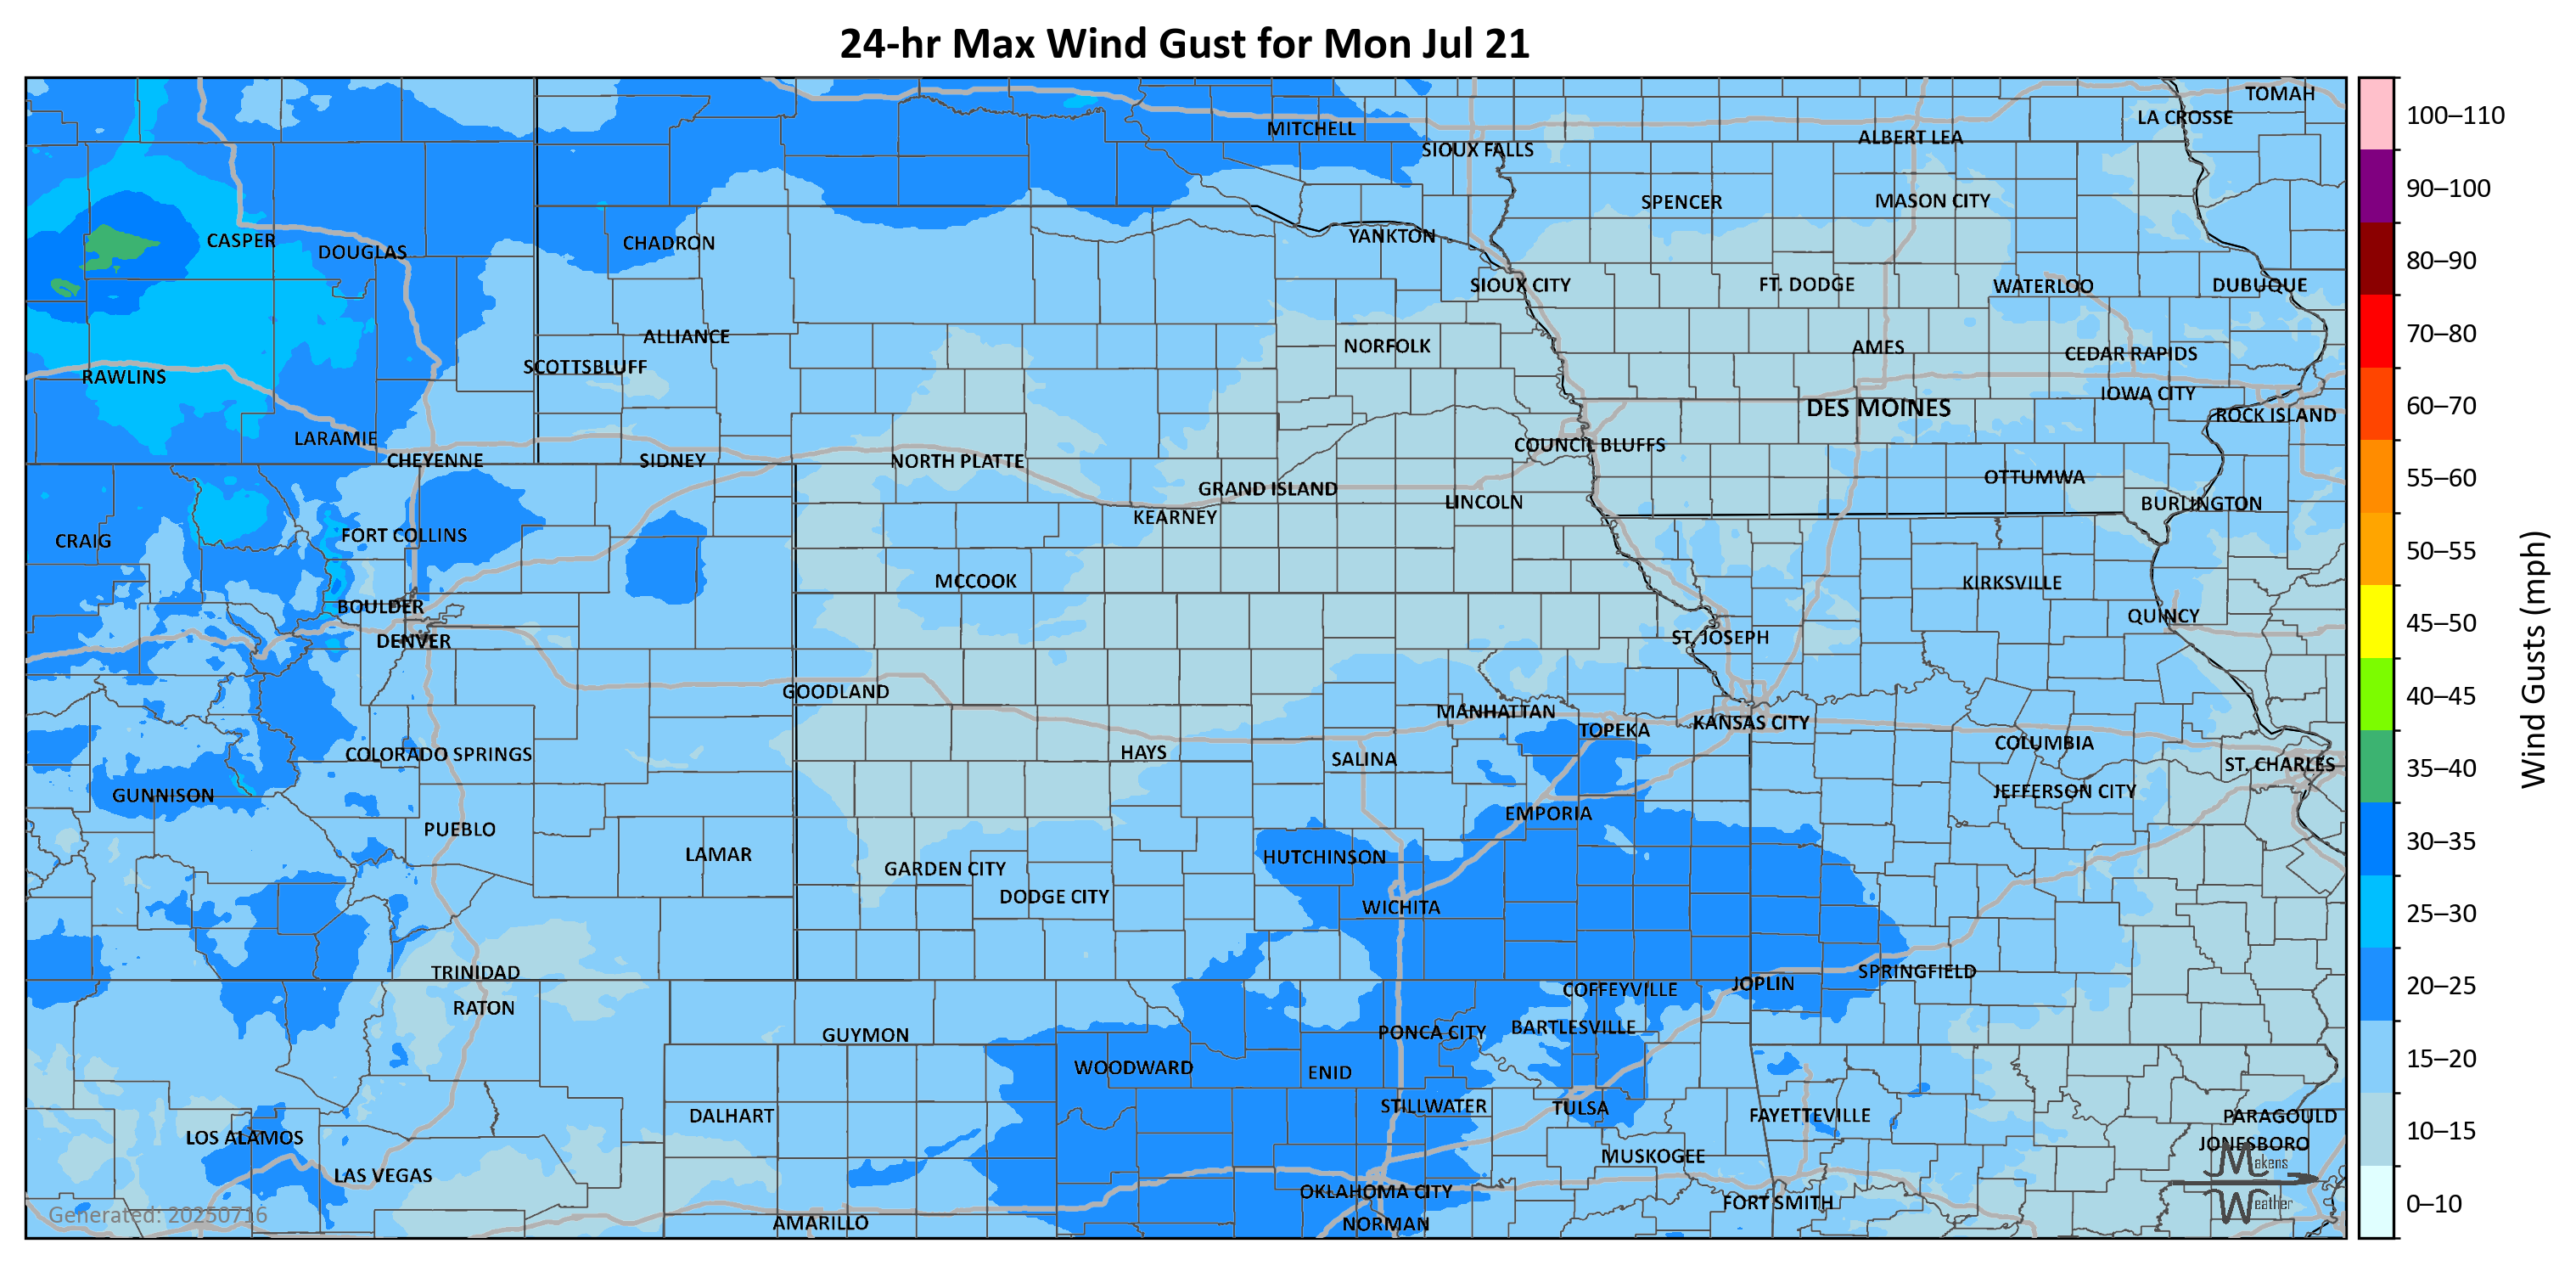 24-hr Max Wind Gust for Mon Jul 21
TOMAH
LA CROSSE
MITCHELL
ALBERT LEA
SIOUX FALLS
SPENCER
MASON CITY
CASPER
DOUGLAS
CHADRON
YANKTON
SIOUX CITY
FT. DODGE
WATERLOO
DUBUQUE
ALLIANCE
NORFOLK
AMES
CEDAR RAPIDS
SCOTTSBLUFF
RAWLINS
IOWA CITY
DES MOINES
ROCK ISLAND
LARAMIE
COUNCIL BLUFFS
CHEYENNE
SIDNEY
NORTH PLATTE
OTTUMWA
GRAND ISLAND
LINCOLN
BURLINGTON
KEARNEY
CRAIG
FORT COLLINS
MCCOOK
KIRKSVILLE
BOULDER
QUINCY
DENVER
ST. JOSEPH
GOODLAND
MANHATTAN
TOPEKA
KANSAS CITY
COLORADO SPRINGS
HAYS
SALINA
COLUMBIA
ST. CHARLES
GUNNISON
JEFFERSON CITY
EMPORIA
PUEBLO
LAMAR
HUTCHINSON
GARDEN CITY
DODGE CITY
WICHITA
TRINIDAD
SPRINGFIELD
JOPLIN
COFFEYVILLE
RATON
GUYMON
PONCA CITY
BARTLESVILLE
WOODWARD
ENID
STILLWATER
TULSA
DALHART
FAYETTEVILLE
PARAGOULD
LOS ALAMOS
JONESBORO
MUSKOGEE
LAS VEGAS
OKLAHOMA CITY
FORT SMITH
AMARILLO
NORMAN
Generated: 20250716
Makens
Weather
100–110
90–100
80–90
70–80
60–70
55–60
50–55
45–50
40–45
35–40
30–35
25–30
20–25
15–20
10–15
0–10
Wind Gusts (mph)